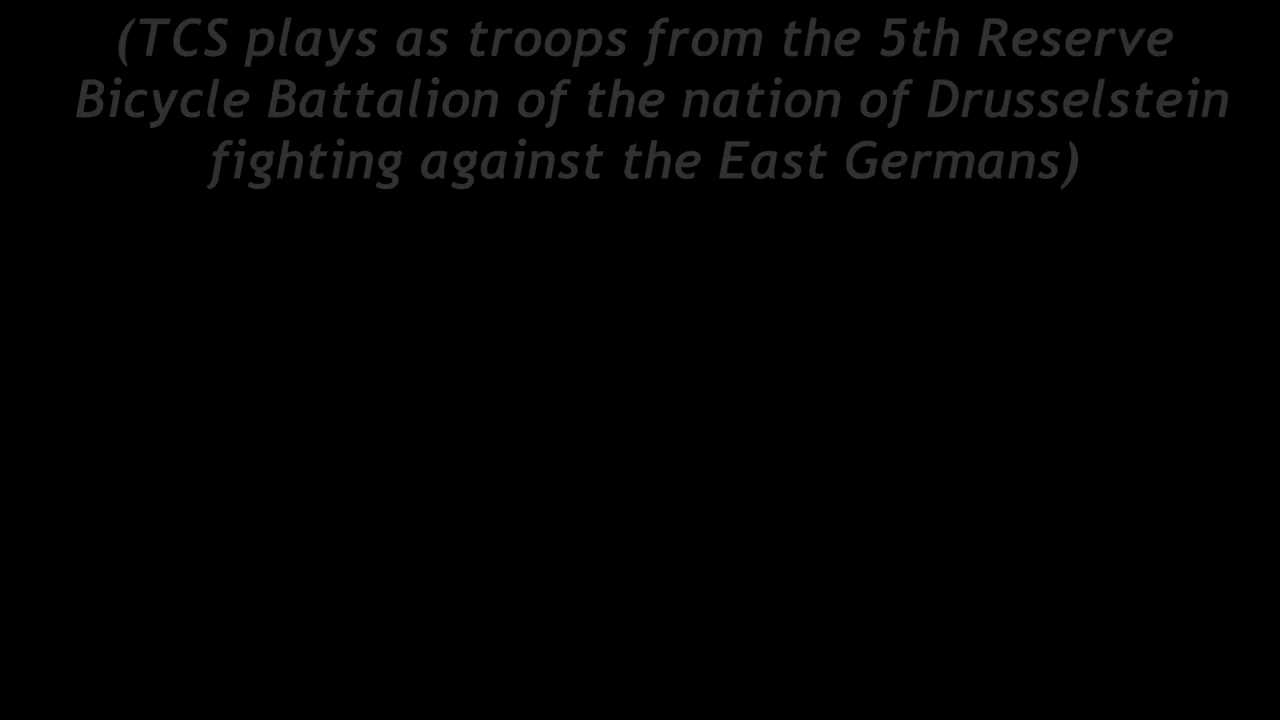 (TCS plays as troops from the 5th Reserve
Bicycle Battalion of the nation of Drusselstein
fighting against the East Germans)